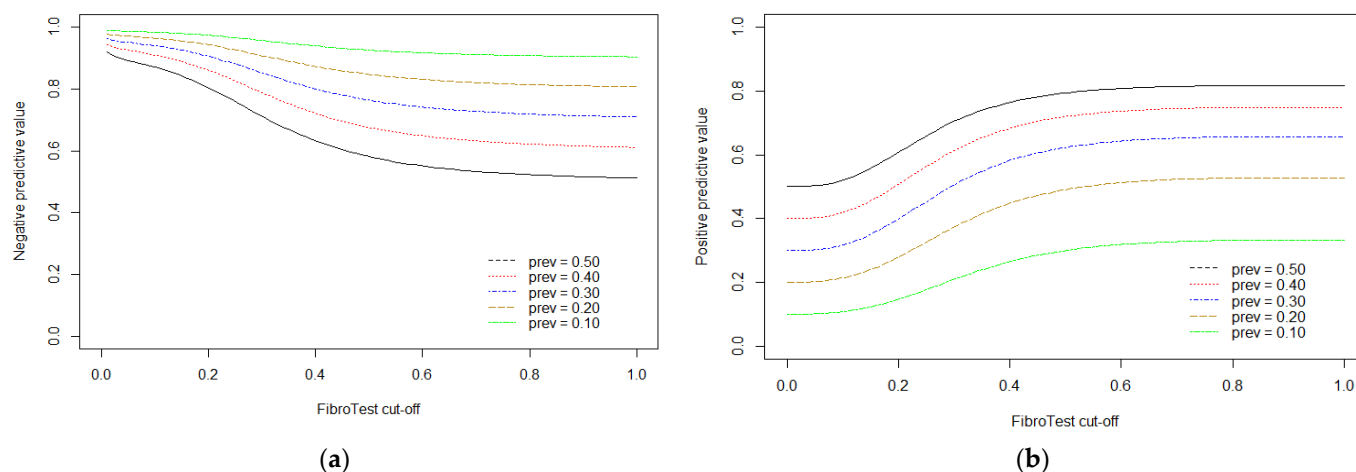 Negative predictive value
1.0
0.8
0.6
0.4
0.2
0.0
prev = 0.50
prev = 0.40
prev = 0.30
prev = 0.20
prev = 0.10
0.0 0.2 0.4 0.6 0.8 1.0
FibroTest cut-off
(a)
Positive predictive value
1.0
0.8
0.6
0.4
0.2
0.0
prev = 0.50
prev = 0.40
prev = 0.30
prev = 0.20
prev = 0.10
0.0 0.2 0.4 0.6 0.8 1.0
FibroTest cut-off
(b)